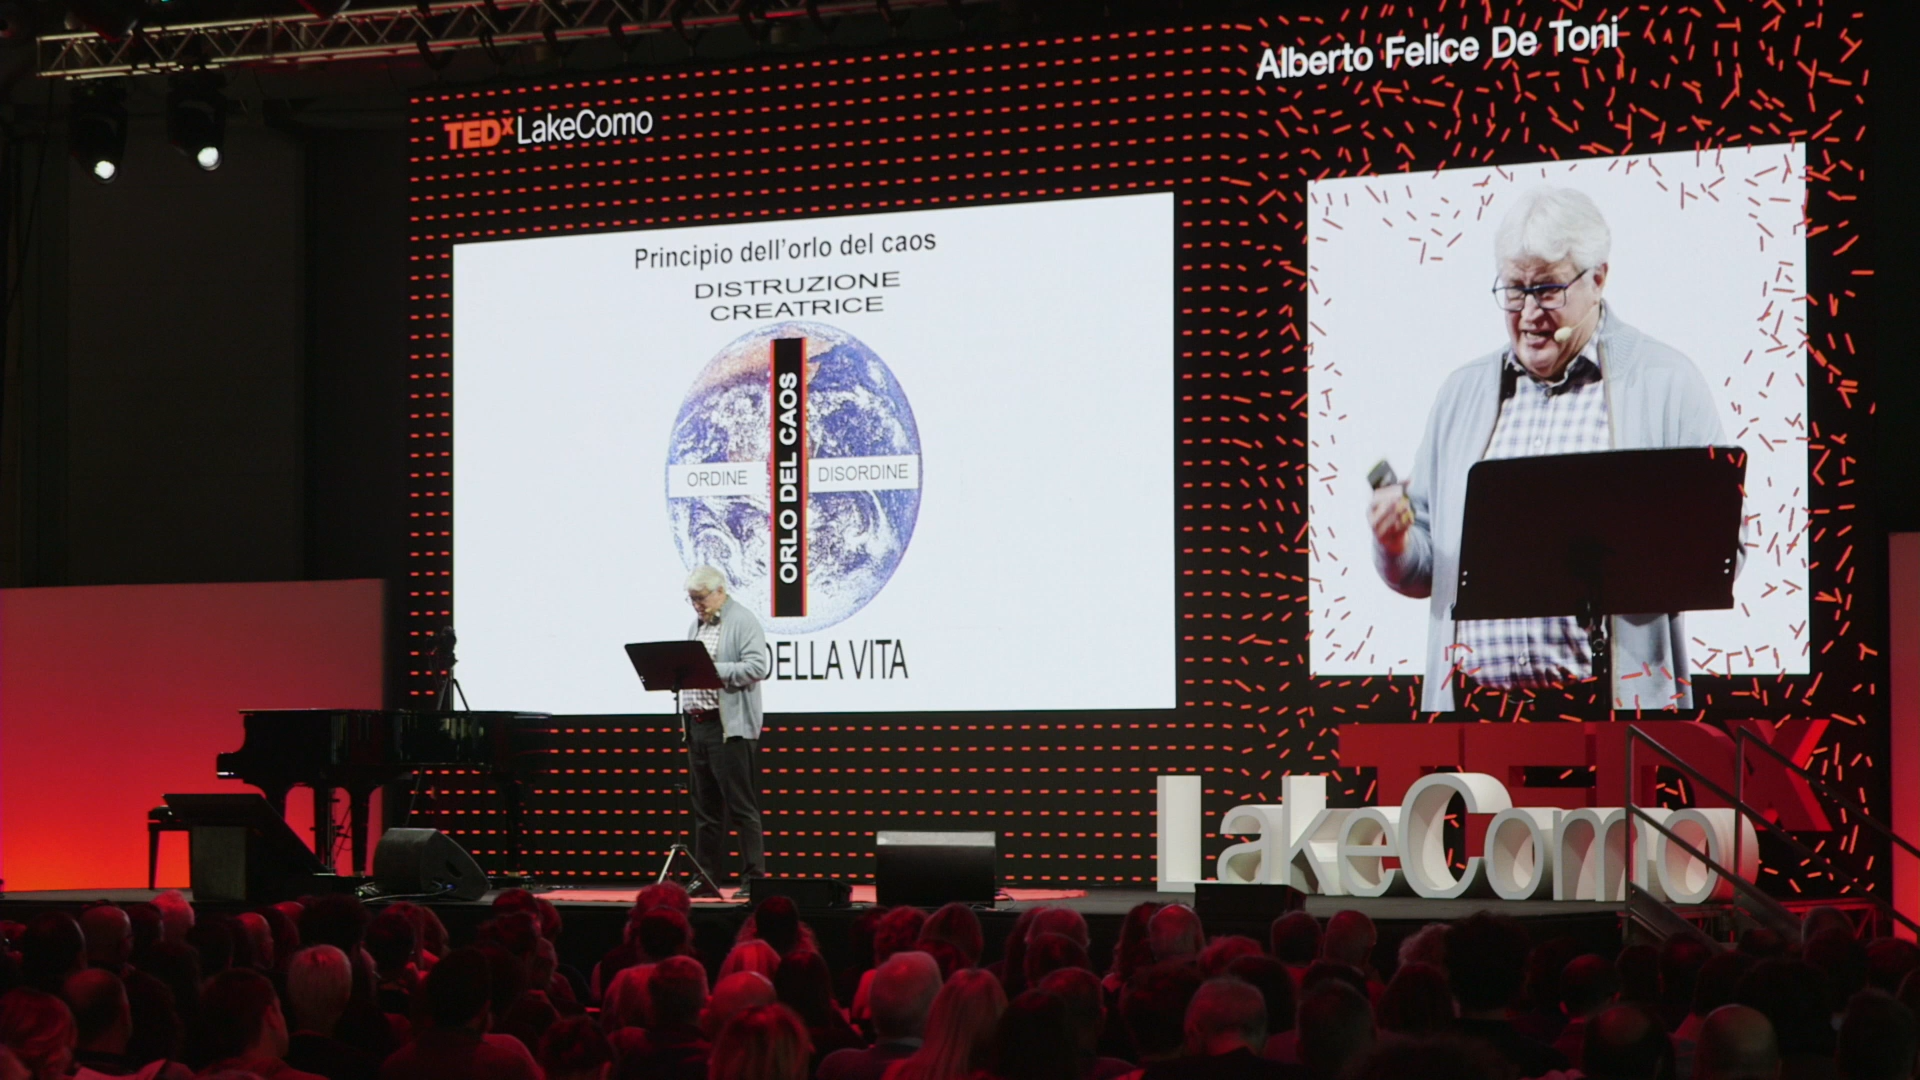 Alberto Felice De Toni
TEDx LakeComo
Principio dell'orlo del caos
DISTRUZIONE
CREATRICE
ORLO DEL CAOS
ORDINE
DISORDINE
DELLA VITA
TEDX
LakeComo